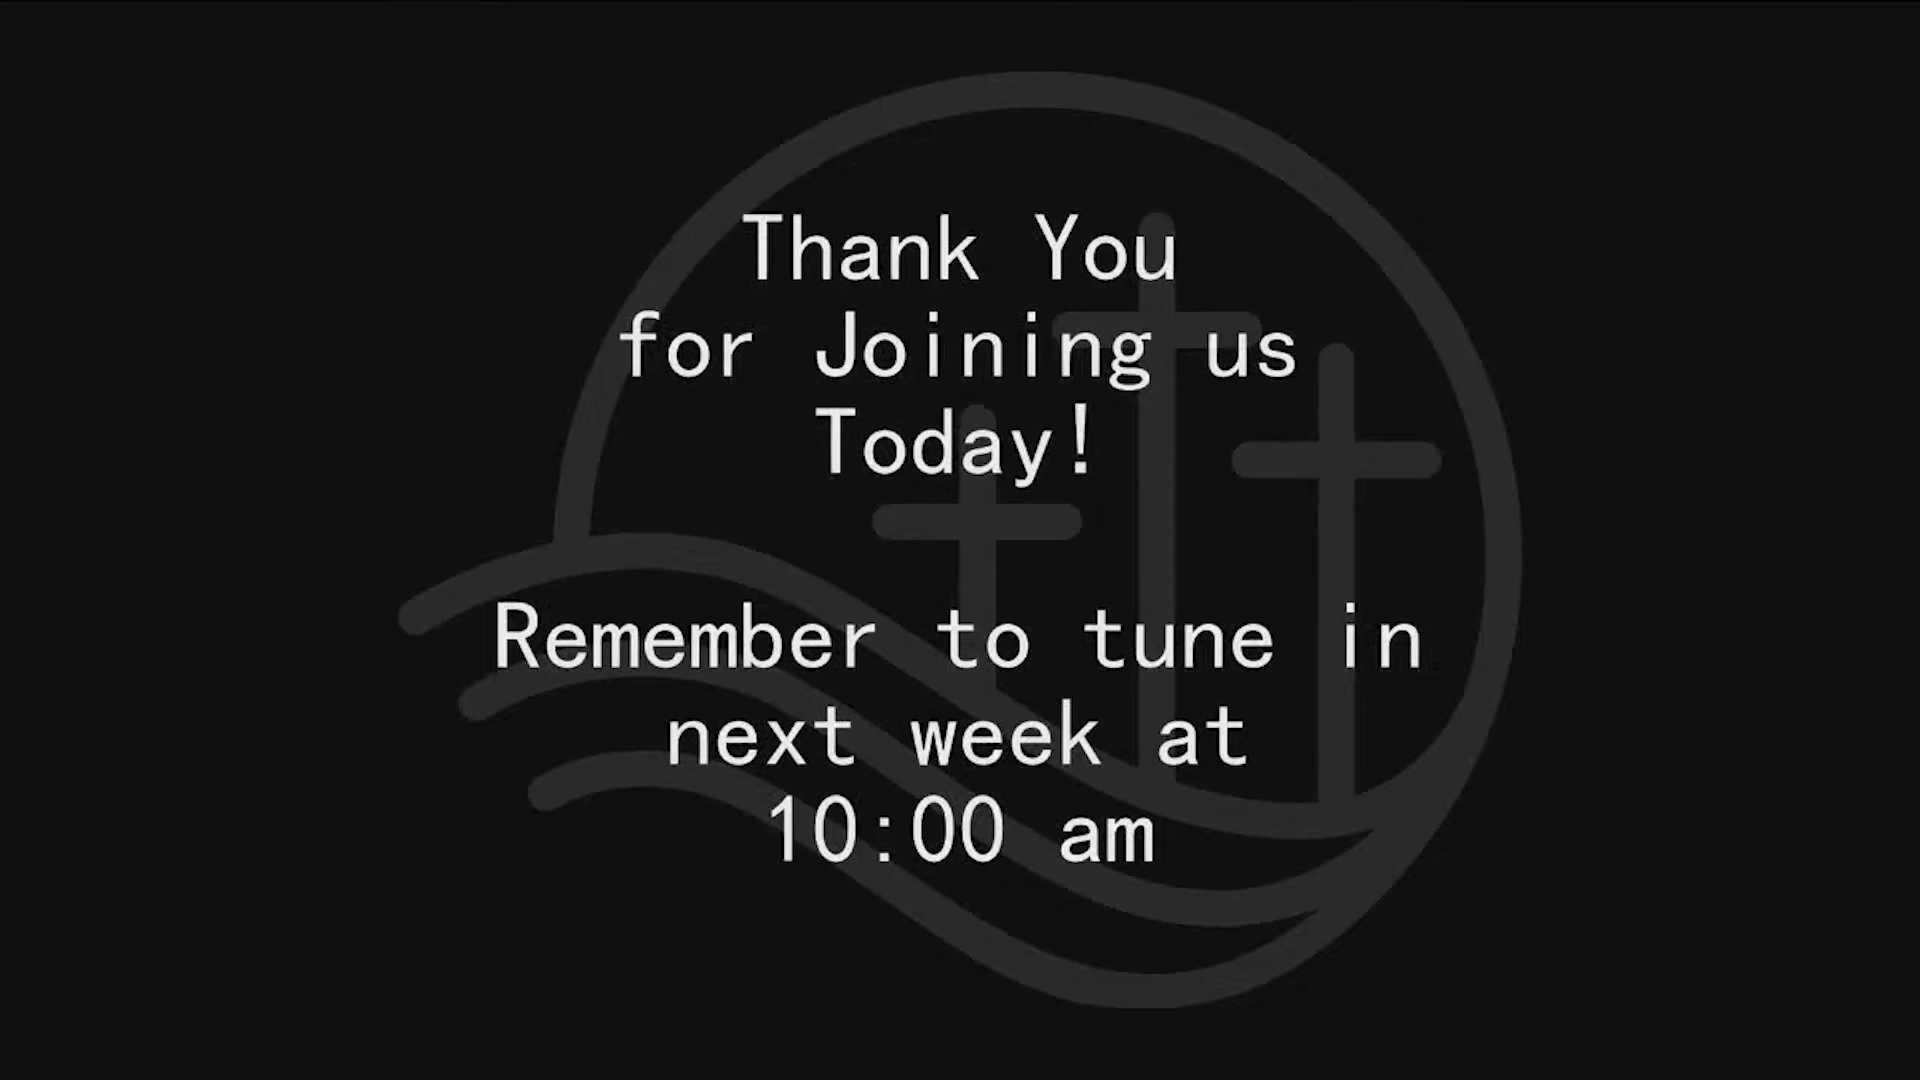 Thank You
for Joining us
Today!
Remember to tune in
next week at
10:00 am